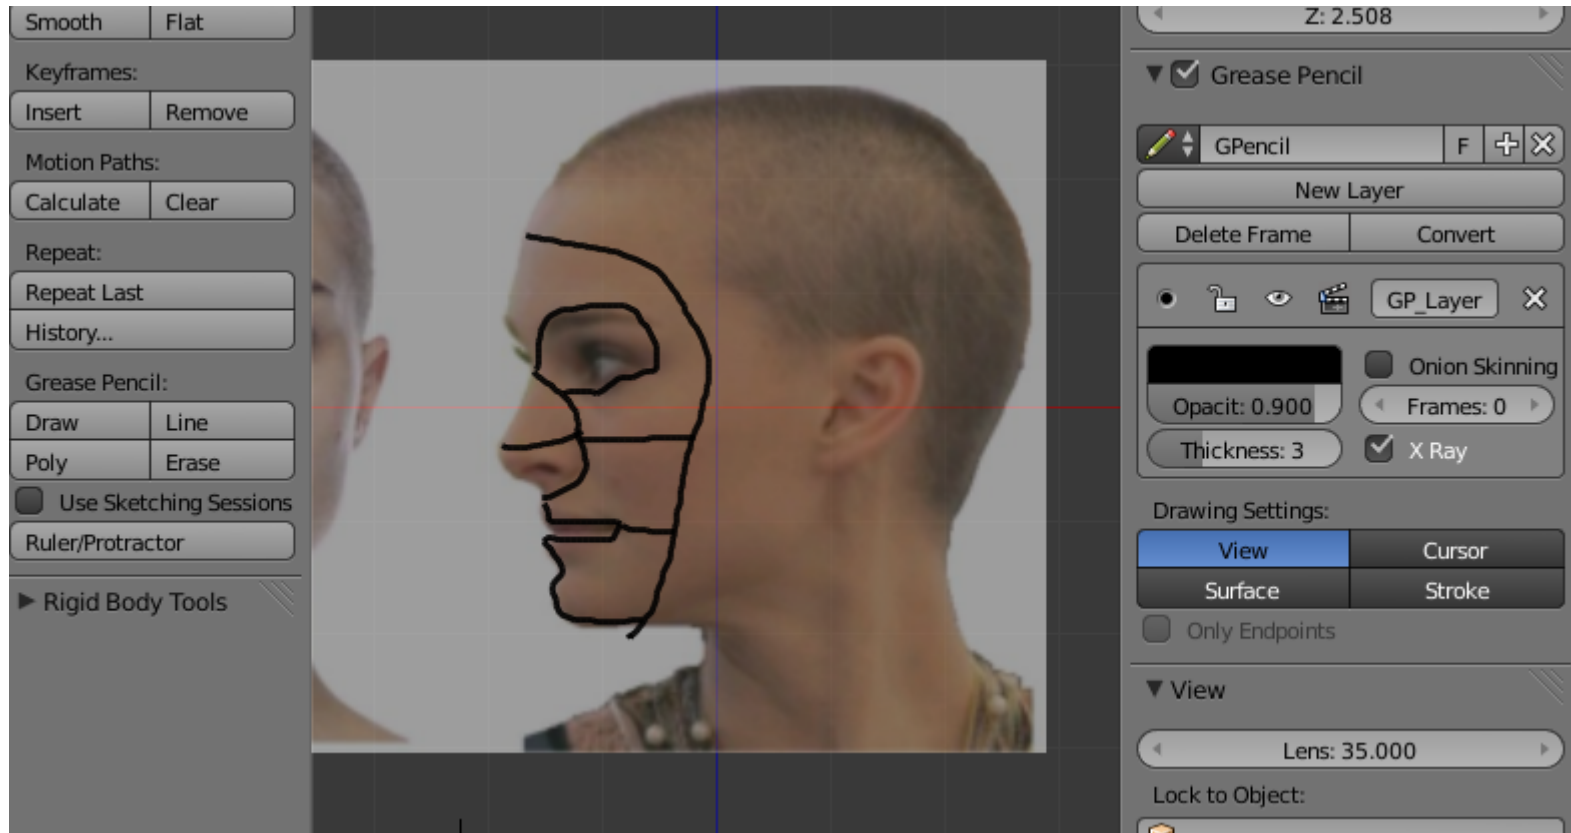 Smooth Flat
Keyframes:
Insert Remove
Motion Paths:
Calculate Clear
Repeat:
Repeat Last
History...
Grease Pencil:
Draw Line
Poly Erase
Use Sketching Sessions
Ruler/Protractor
Rigid Body Tools
Z: 2.508
Grease Pencil
GPencil F
New Layer
Delete Frame Convert
GP_Layer
Onion Skinning
Opacit: 0.900 Frames: 0
Thickness: 3 X Ray
Drawing Settings:
View Cursor
Surface Stroke
Only Endpoints
View
Lens: 35.000
Lock to Object: